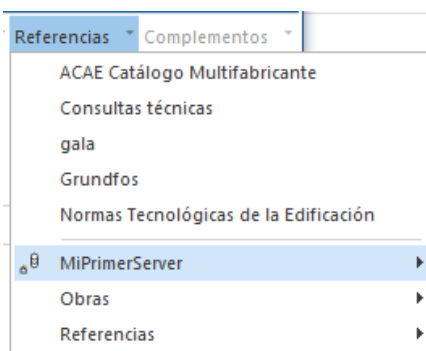 Referencias Complementos
ACAE Catálogo Multifabricante
Consultas técnicas
gala
Grundfos
Normas Tecnológicas de la Edificación
MiPrimerServer
Obras
Referencias